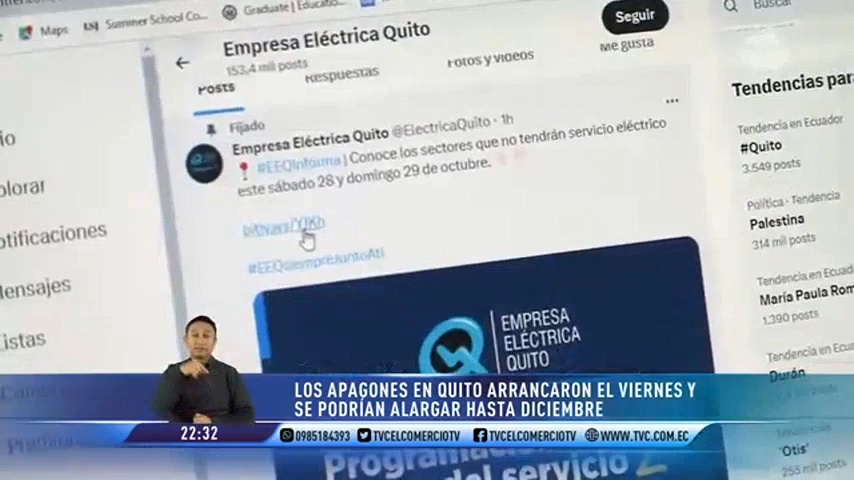 Maps
Summer School Co...
Graduate | Educatio...
Buscar
Empresa Eléctrica Quito
153,4 mil posts
Seguir
Posts
Respuestas
Fotos y videos
Me gusta
Fijado
Empresa Eléctrica Quito @ElectricaQuito · 1h
#EEQInforma | Conoce los sectores que no tendrán servicio eléctrico
este sábado 28 y domingo 29 de octubre.
#EEQsiempreJuntoAti
EMPRESA
ELÉCTRICA
QUITO
del servicio
otificaciones
ensajes
istas
Tendencias para
Tendencia en Ecuador
#Quito
3.549 posts
Política · Tendencia
Palestina
314 mil posts
Tendencia en Ecuador
María Paula Rom
1.390 posts
Tendencia en Ecua
Durán
Tendencia
'Otis'
255 mil posts
LOS APAGONES EN QUITO ARRANCARON EL VIERNES Y
SE PODRÍAN ALARGAR HASTA DICIEMBRE
22:32
0985184393
TVCELCOMERCIOTV
TVCELCOMERCIOTV
WWW.TVC.COM.EC